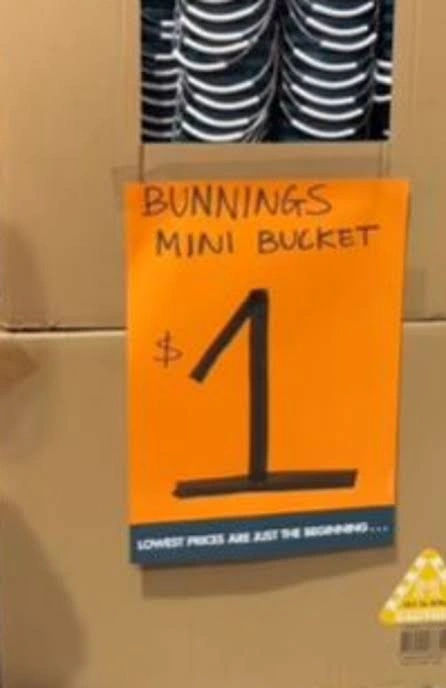 BUNNINGS
MINI BUCKET
$1
LOWEST PRICES ARE JUST THE BEGINNING...